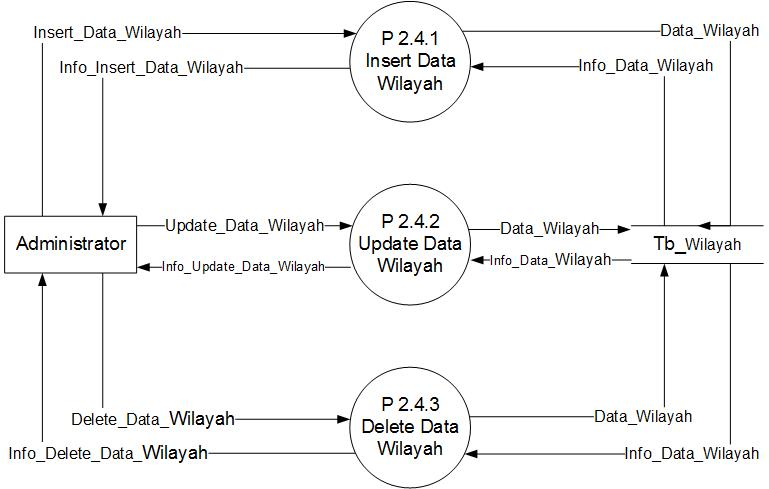 Insert_Data_Wilayah
P 2.4.1
Insert Data
Wilayah
Data_Wilayah
Info_Insert_Data_Wilayah
Info_Data_Wilayah
Administrator
Update_Data_Wilayah
P 2.4.2
Update Data
Wilayah
Data_Wilayah
Tb_Wilayah
Info_Update_Data_Wilayah
Info_Data_Wilayah
Delete_Data_Wilayah
P 2.4.3
Delete Data
Wilayah
Data_Wilayah
Info_Delete_Data_Wilayah
Info_Data_Wilayah